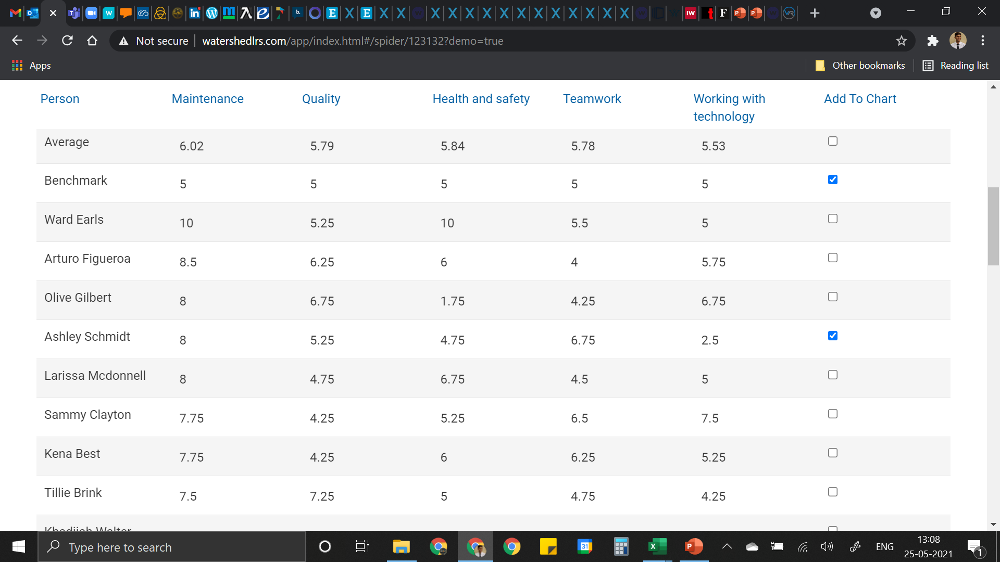 Not secure watershedlrs.com/app/index.html#/spider/123132?demo=true
Apps Other bookmarks Reading list
Person Maintenance Quality Health and safety Teamwork Working with technology Add To Chart
Average 6.02 5.79 5.84 5.78 5.53
Benchmark 5 5 5 5 5
Ward Earls 10 5.25 10 5.5 5
Arturo Figueroa 8.5 6.25 6 4 5.75
Olive Gilbert 8 6.75 1.75 4.25 6.75
Ashley Schmidt 8 5.25 4.75 6.75 2.5
Larissa Mcdonnell 8 4.75 6.75 4.5 5
Sammy Clayton 7.75 4.25 5.25 6.5 7.5
Kena Best 7.75 4.25 6 6.25 5.25
Tillie Brink 7.5 7.25 5 4.75 4.25
Type here to search ENG 13:08
25-05-2021 1